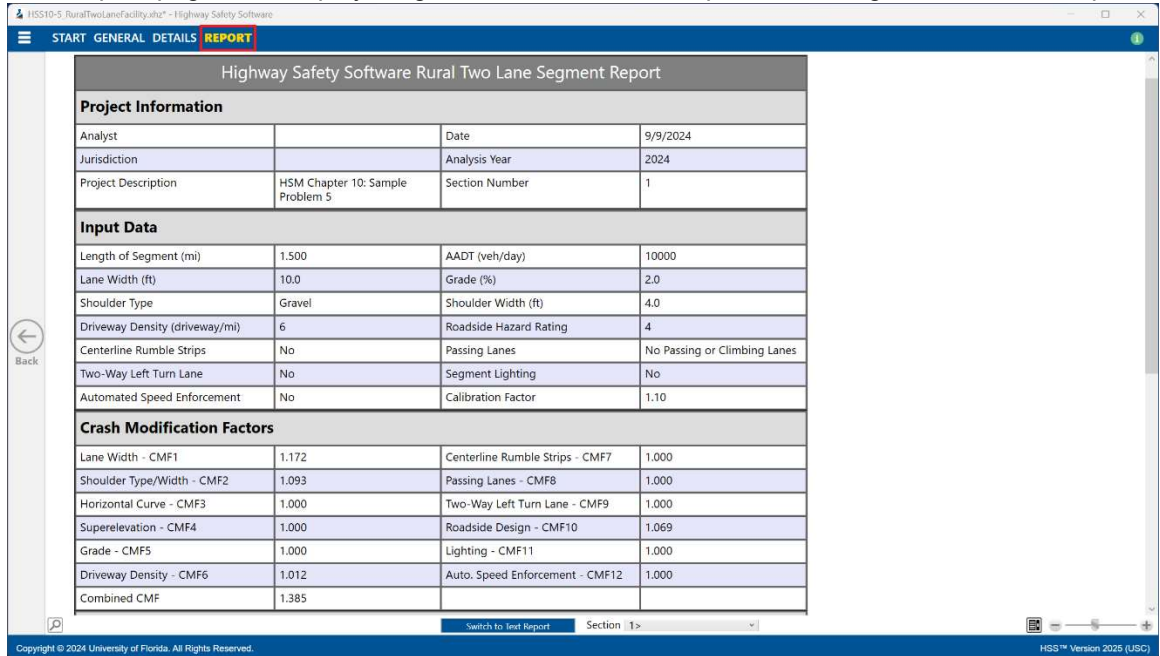 HSS10-5_RuralTwoLaneFacility.xhz* - Highway Safety Software
START GENERAL DETAILS REPORT
Highway Safety Software Rural Two Lane Segment Report
Project Information
Analyst Date 9/9/2024
Jurisdiction Analysis Year 2024
Project Description HSM Chapter 10: Sample Problem 5 Section Number 1
Input Data
Length of Segment (mi) 1.500 AADT (veh/day) 10000
Lane Width (ft) 10.0 Grade (%) 2.0
Shoulder Type Gravel Shoulder Width (ft) 4.0
Driveway Density (driveway/mi) 6 Roadside Hazard Rating 4
Centerline Rumble Strips No Passing Lanes No Passing or Climbing Lanes
Two-Way Left Turn Lane No Segment Lighting No
Automated Speed Enforcement No Calibration Factor 1.10
Crash Modification Factors
Lane Width - CMF1 1.172 Centerline Rumble Strips - CMF7 1.000
Shoulder Type/Width - CMF2 1.093 Passing Lanes - CMF8 1.000
Horizontal Curve - CMF3 1.000 Two-Way Left Turn Lane - CMF9 1.000
Superelevation - CMF4 1.000 Roadside Design - CMF10 1.069
Grade - CMF5 1.000 Lighting - CMF11 1.000
Driveway Density - CMF6 1.012 Auto. Speed Enforcement - CMF12 1.000
Combined CMF 1.385
Back
Switch to Text Report Section 1>
Copyright © 2024 University of Florida. All Rights Reserved. HSS™ Version 2025 (USC)